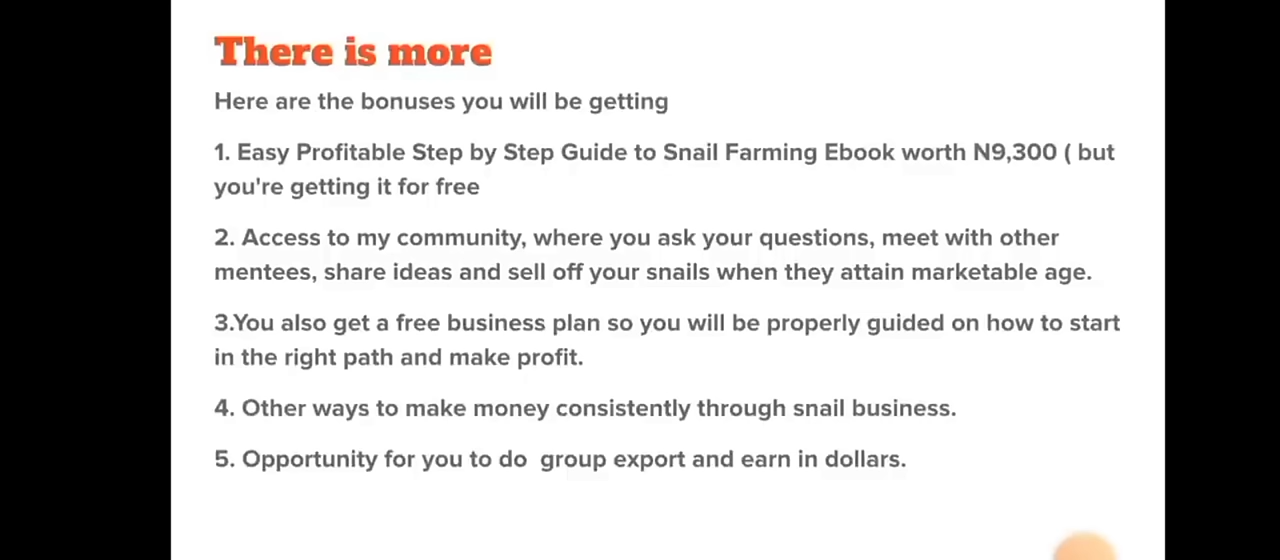 There is more
Here are the bonuses you will be getting
1. Easy Profitable Step by Step Guide to Snail Farming Ebook worth N9,300 ( but
you're getting it for free
2. Access to my community, where you ask your questions, meet with other
mentees, share ideas and sell off your snails when they attain marketable age.
3.You also get a free business plan so you will be properly guided on how to start
in the right path and make profit.
4. Other ways to make money consistently through snail business.
5. Opportunity for you to do  group export and earn in dollars.